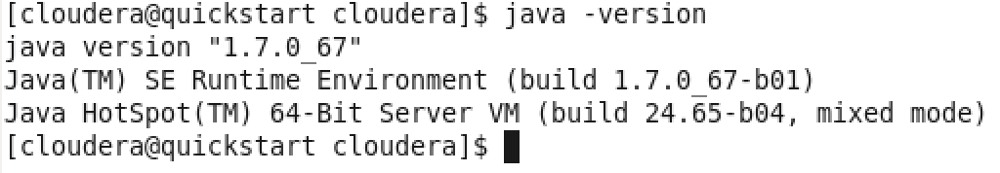 [cloudera@quickstart cloudera]$ java -version
java version "1.7.0_67"
Java(TM) SE Runtime Environment (build 1.7.0_67-b01)
Java HotSpot(TM) 64-Bit Server VM (build 24.65-b04, mixed mode)
[cloudera@quickstart cloudera]$